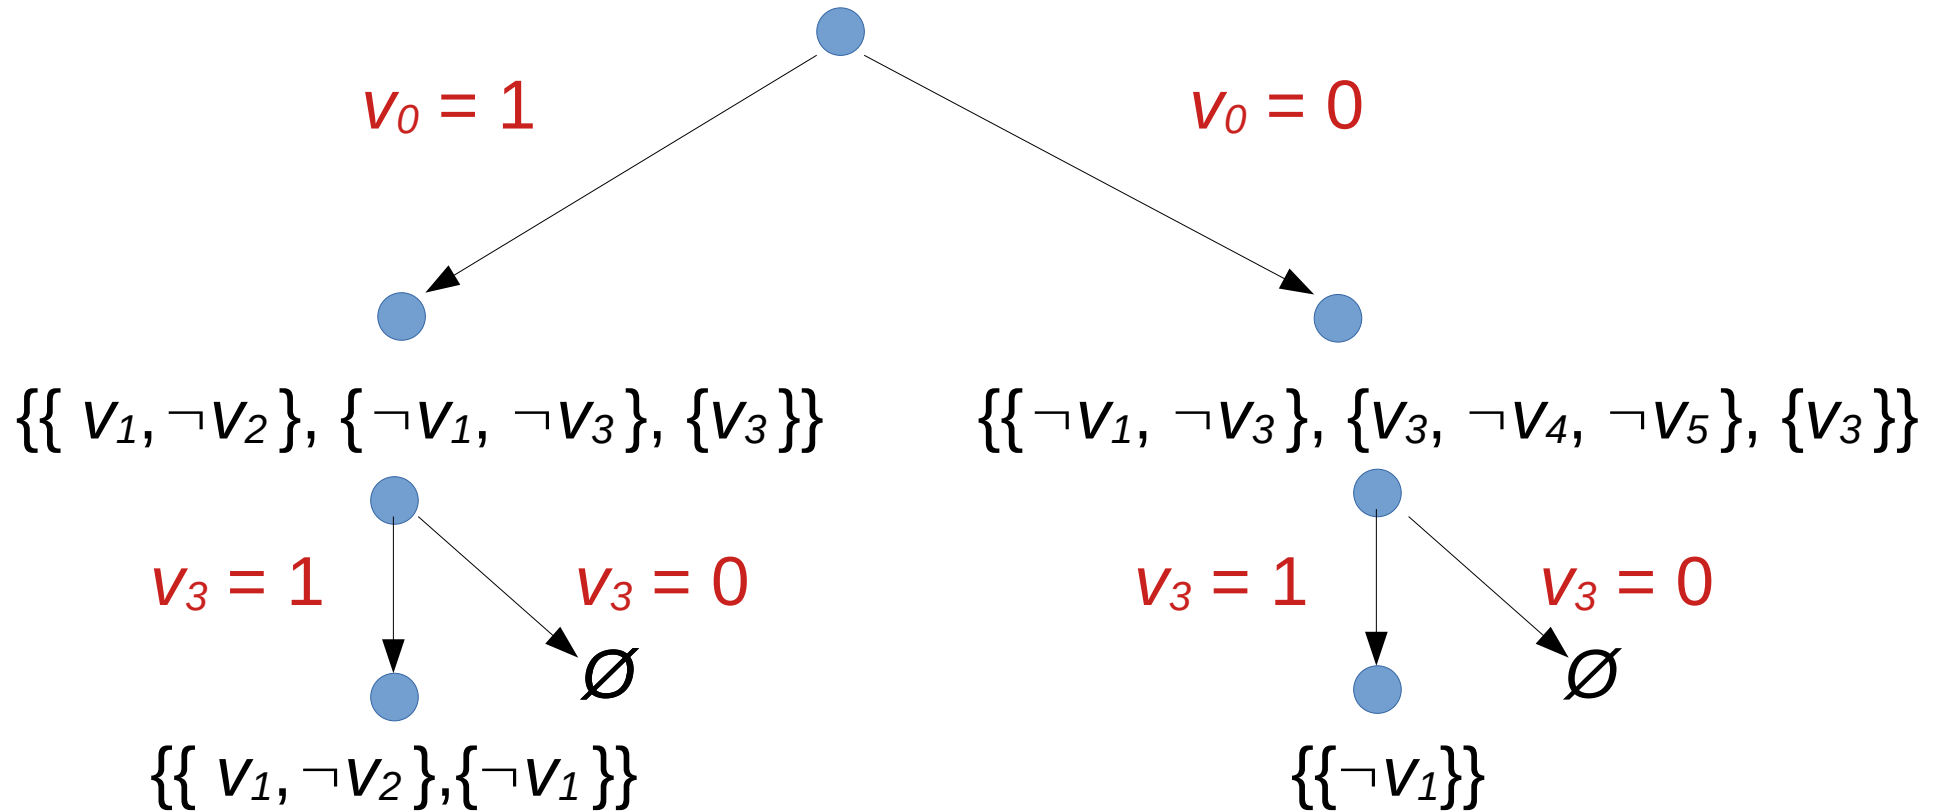 v₀ = 1
v₀ = 0
{{ v₁, ¬v₂ }, {¬v₁, ¬v₃ }, {v₃ }}
{{¬v₁, ¬v₃ }, {v₃, ¬v₄, ¬v₅ }, {v₃ }}
v₃ = 1
v₃ = 0
v₃ = 1
v₃ = 0
Ø
Ø
{{ v₁, ¬v₂ },{¬v₁ }}
{{¬v₁}}